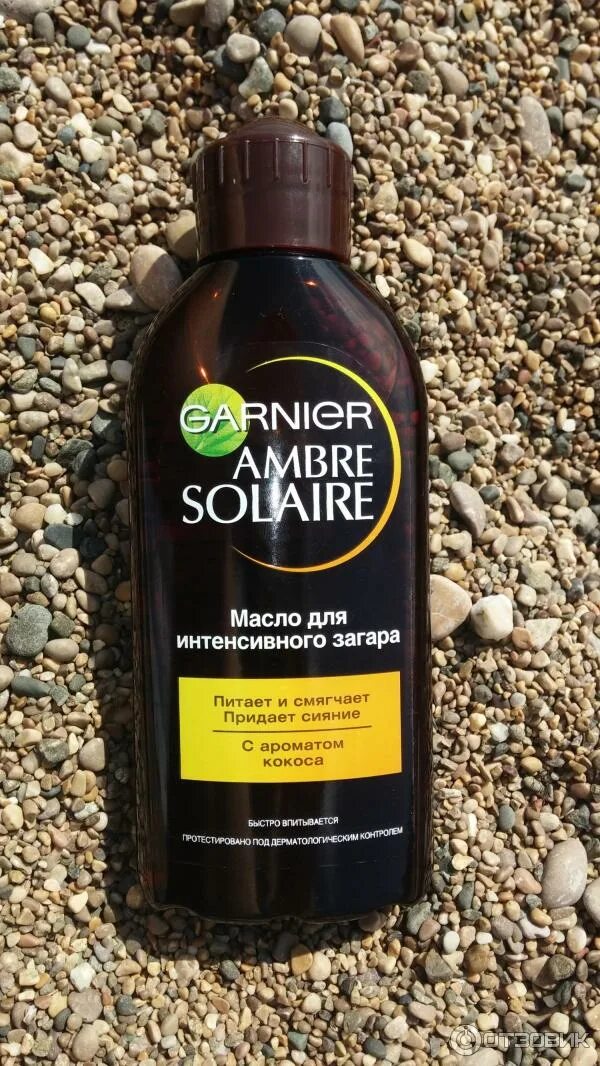 GARNIER
AMBRE
SOLAIRE
Масло для
интенсивного загара
Питает и смягчает
Придает сияние
С ароматом
кокоса
БЫСТРО ВПИТЫВАЕТСЯ
ПРОТЕСТИРОВАНО ПОД ДЕРМАТОЛОГИЧЕСКИМ КОНТРОЛЕМ
ОТЗОВИК